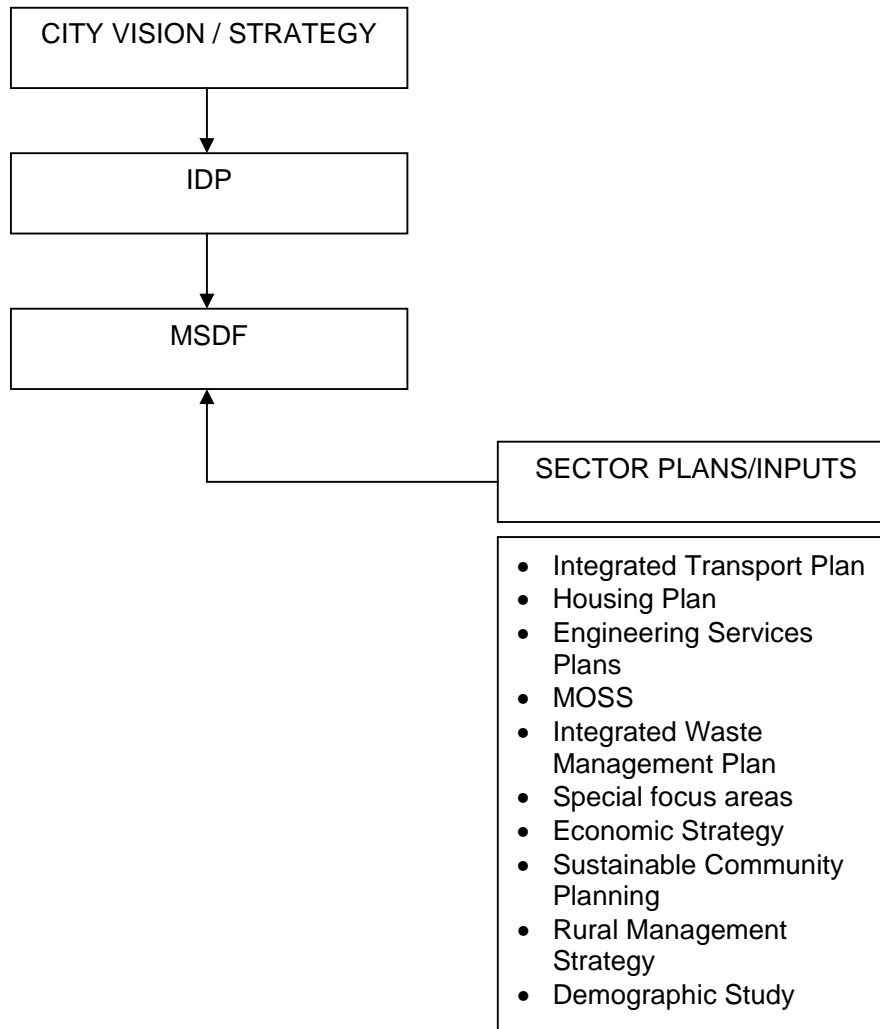 CITY VISION / STRATEGY
IDP
MSDF
SECTOR PLANS/INPUTS
• Integrated Transport Plan
• Housing Plan
• Engineering Services
Plans
• MOSS
• Integrated Waste
Management Plan
• Special focus areas
• Economic Strategy
• Sustainable Community
Planning
• Rural Management
Strategy
• Demographic Study